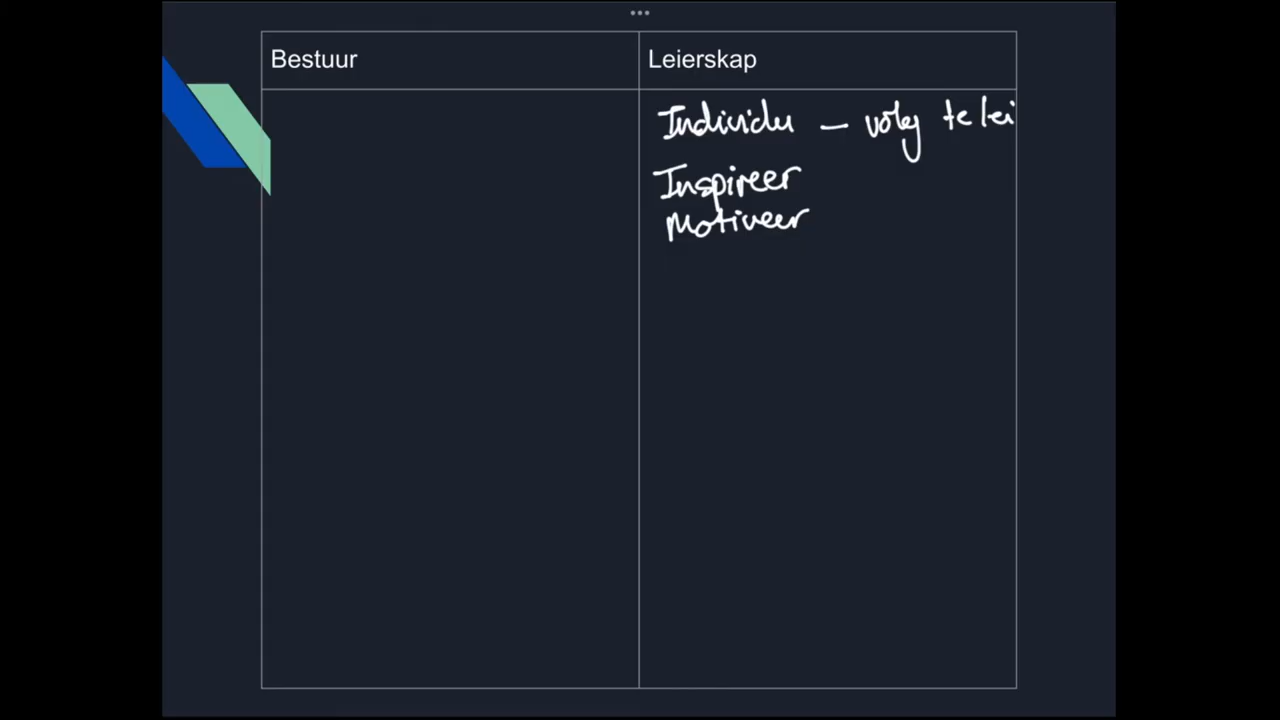 Bestuur
Leierskap
Individu – volg te lei
Inspireer
Motiveer